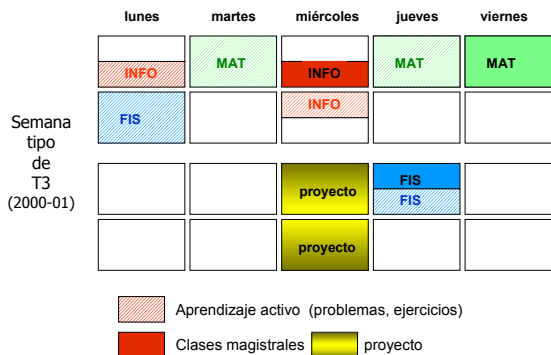 lunes martes miércoles jueves viernes
INFO MAT INFO MAT MAT
FIS INFO
Semana
tipo
de
T3
(2000-01)
proyecto FIS
FIS
proyecto
Aprendizaje activo (problemas, ejercicios)
Clases magistrales proyecto